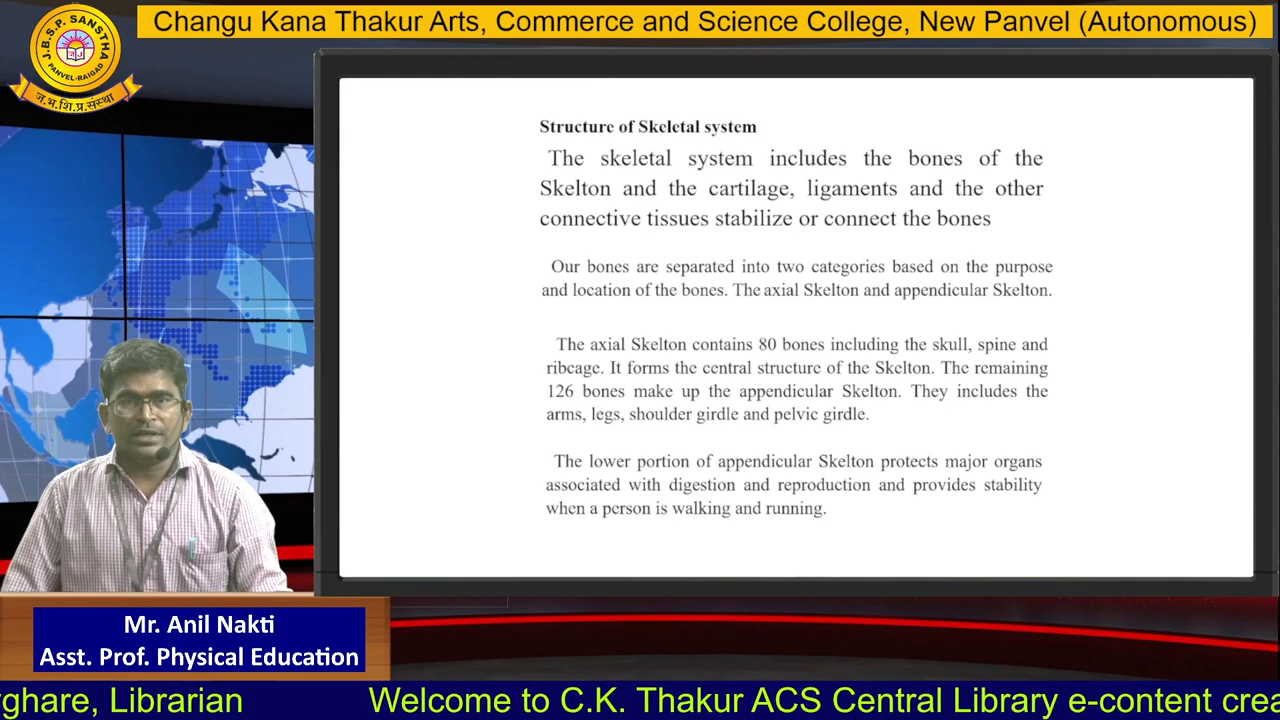 Changu Kana Thakur Arts, Commerce and Science College, New Panvel (Autonomous)
J.B.S.P. SANSTHA
PANVEL-RAIGAD
ज.भ.शि.प्र.संस्था
Structure of Skeletal system
The skeletal system includes the bones of the
Skelton and the cartilage, ligaments and the other
connective tissues stabilize or connect the bones
Our bones are separated into two categories based on the purpose
and location of the bones. The axial Skelton and appendicular Skelton.
The axial Skelton contains 80 bones including the skull, spine and
ribcage. It forms the central structure of the Skelton. The remaining
126 bones make up the appendicular Skelton. They includes the
arms, legs, shoulder girdle and pelvic girdle.
The lower portion of appendicular Skelton protects major organs
associated with digestion and reproduction and provides stability
when a person is walking and running.
Mr. Anil Nakti
Asst. Prof. Physical Education
yghare, Librarian Welcome to C.K. Thakur ACS Central Library e-content crea